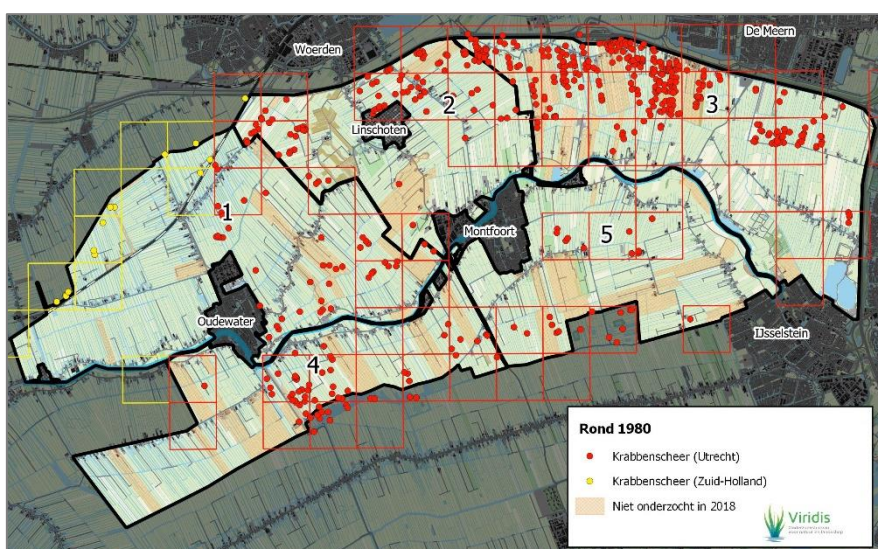 De Meern
Woerden
2
3
Linschoten
1
5
Montfoort
Oudewater
IJsselstein
4
Rond 1980
Krabbenscheer (Utrecht)
Krabbenscheer (Zuid-Holland)
Niet onderzocht in 2018
Viridis